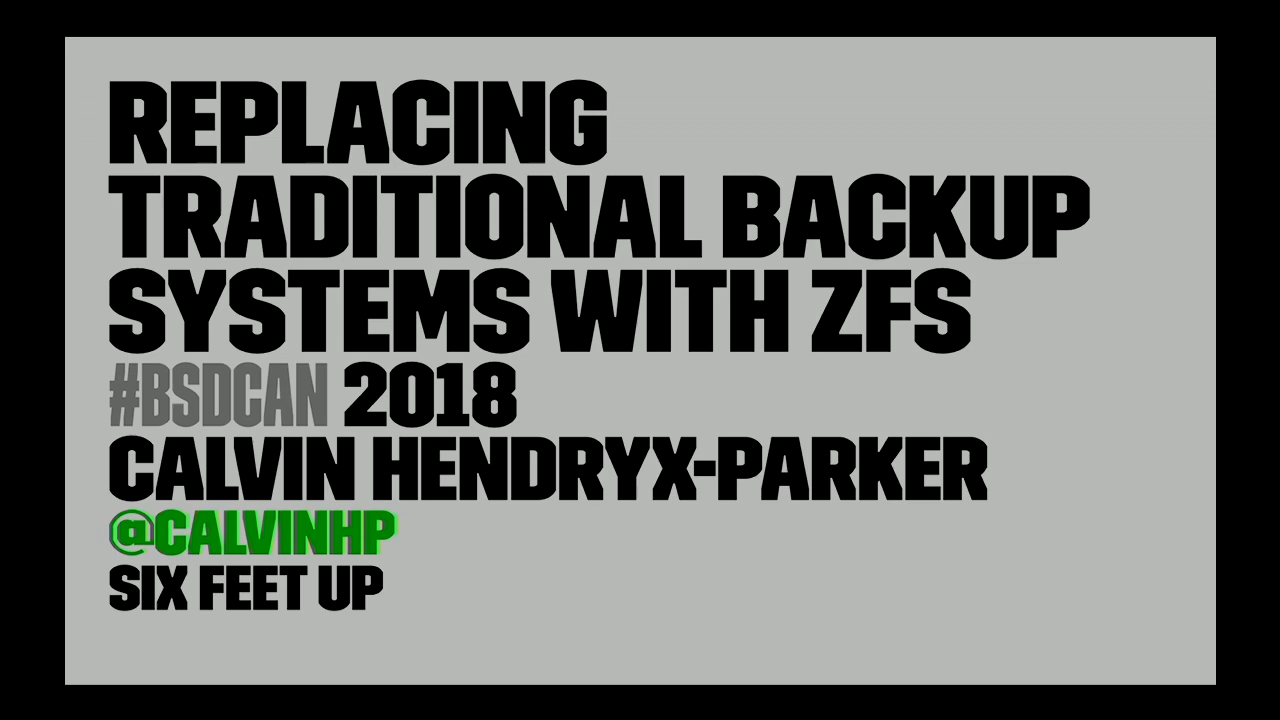 REPLACING
TRADITIONAL BACKUP
SYSTEMS WITH ZFS
#BSDCAN 2018
CALVIN HENDRYX-PARKER
@CALVINHP
SIX FEET UP